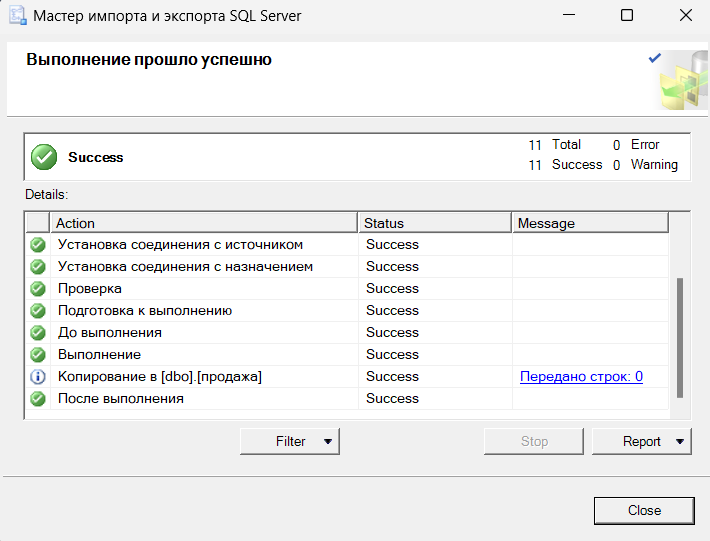 Мастер импорта и экспорта SQL Server
Выполнение прошло успешно
Success
11 Total 0 Error
11 Success 0 Warning
Details:
Action Status Message
Установка соединения с источником Success
Установка соединения с назначением Success
Проверка Success
Подготовка к выполнению Success
До выполнения Success
Выполнение Success
Копирование в [dbo].[продажа] Success Передано строк: 0
После выполнения Success
Filter Stop Report
Close